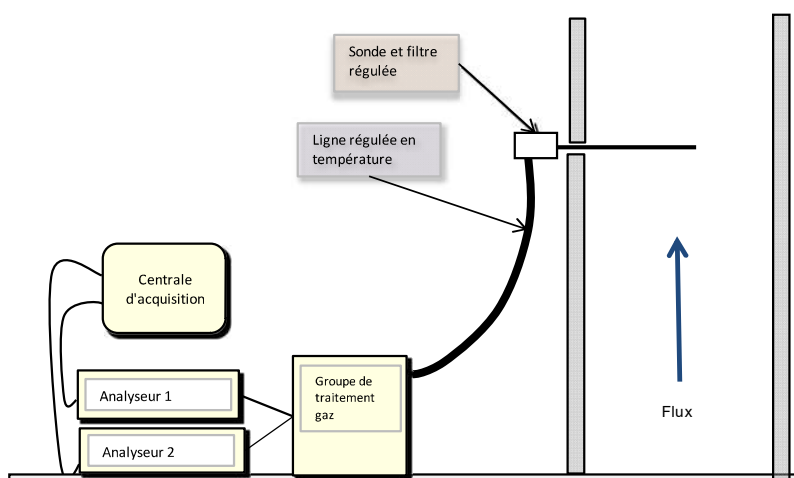 Sonde et filtre
régulée
Ligne régulée en
température
Centrale
d'acquisition
Groupe de
traitement
gaz
Analyseur 1
Analyseur 2
Flux